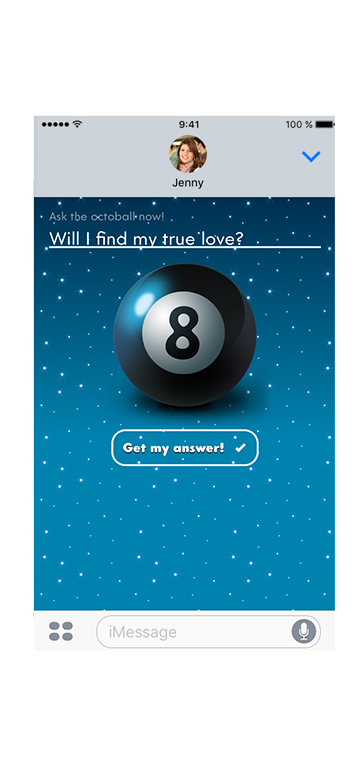 9:41
100 %
Jenny
Ask the octoball now!
Will I find my true love?
8
Get my answer!
iMessage